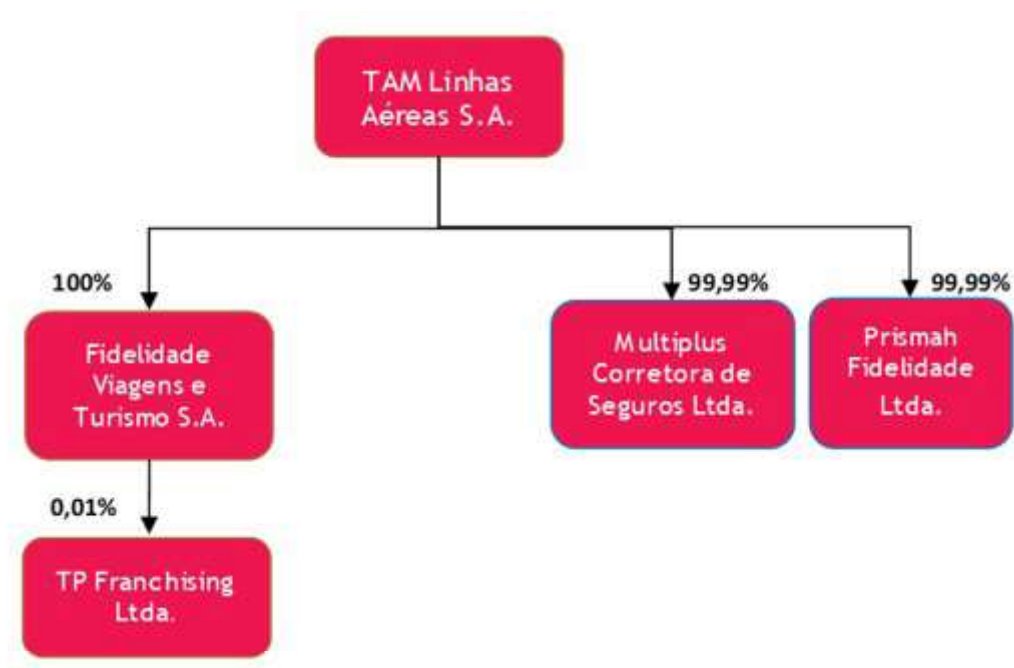 TAM Linhas
Aéreas S.A.
100%
99,99%
99,99%
Fidelidade
Viagens e
Turismo S.A.
Multiplus
Corretora de
Seguros Ltda.
Prismah
Fidelidade
Ltda.
0,01%
TP Franchising
Ltda.